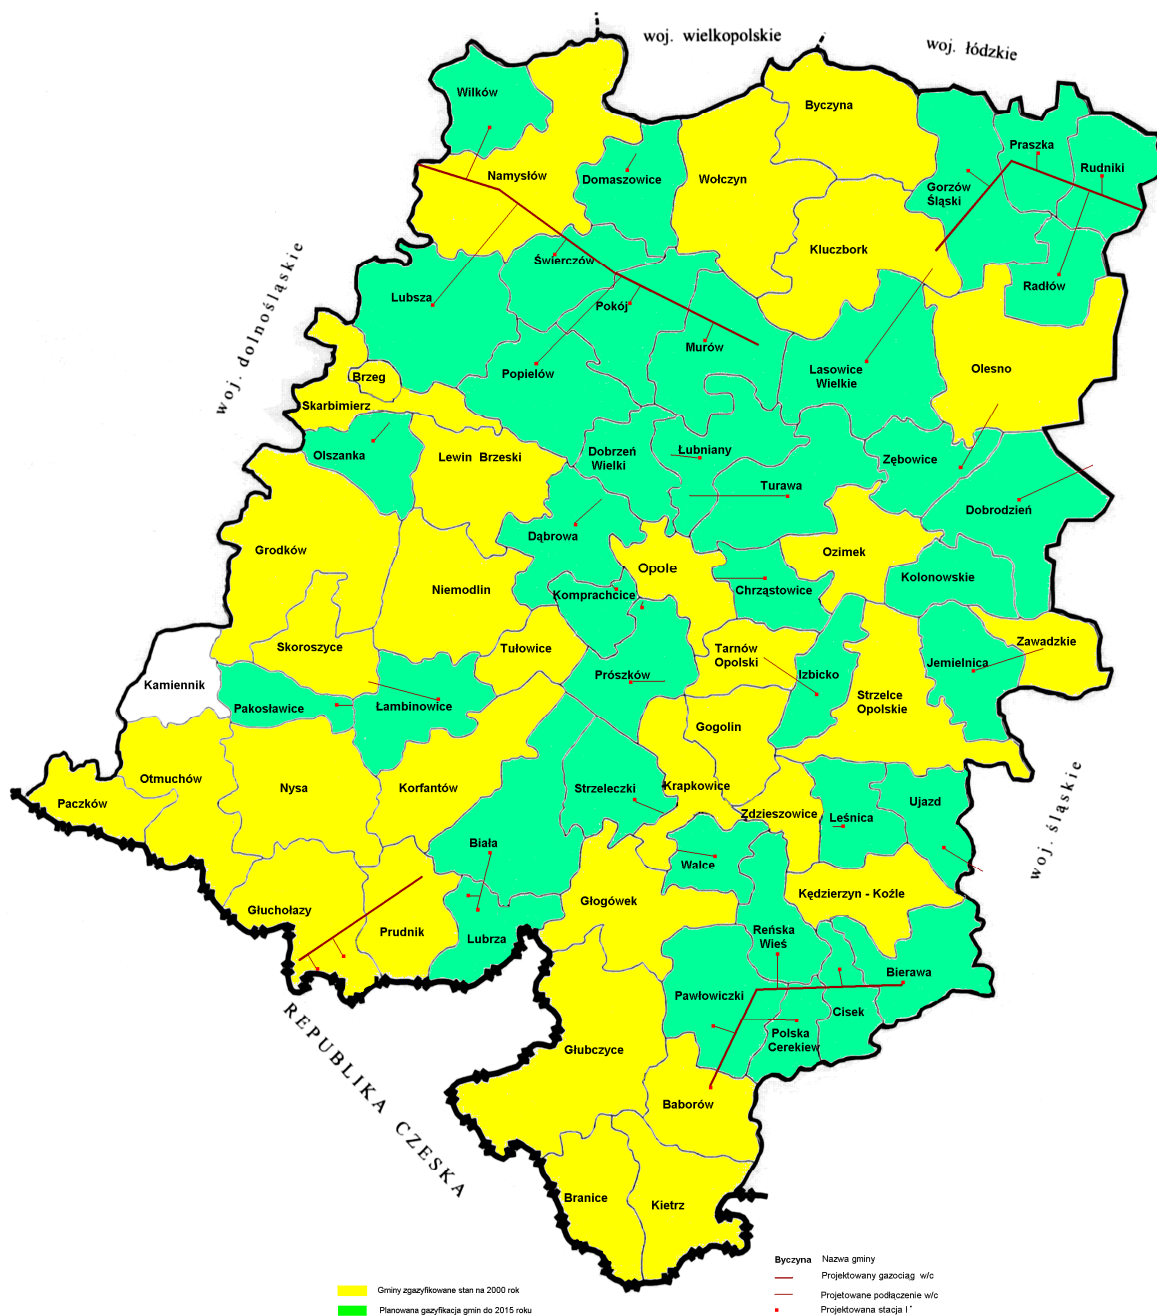 woj. wielkopolskie
woj. łódzkie
Wilków
Byczyna
Praszka
Rudniki
Namysłów
Domaszowice
Wołczyn
Gorzów
Śląski
Kluczbork
Świerczów
Radłów
Lubsza
Pokój
woj. dolnośląskie
Murów
Lasowice
Wielkie
Olesno
Popielów
Brzeg
Skarbimierz
Olszanka
Lewin Brzeski
Dobrzeń
Wielki
Łubniany
Zębowice
Turawa
Dobrodzień
Dąbrowa
Grodków
Ozimek
Opole
Kolonowskie
Niemodlin
Komprachcice
Chrząstowice
Skoroszyce
Tułowice
Tarnów
Opolski
Zawadzkie
Jemielnica
Kamiennik
Prószków
Izbicko
Strzelce
Opolskie
Pakosławice
Łambinowice
Gogolin
Otmuchów
Nysa
Korfantów
Strzeleczki
Krapkowice
Paczków
Ujazd
Zdzieszowice
Leśnica
woj. śląskie
Biała
Walce
Kędzierzyn - Koźle
Głogówek
Głuchołazy
Prudnik
Lubrza
Reńska
Wieś
Bierawa
Pawłowiczki
Cisek
Polska
Cerekiew
REPUBLIKA CZESKA
Głubczyce
Baborów
Branice
Kietrz
Byczyna Nazwa gminy
Projektowany gazociąg w/c
Gminy zgazyfikowane stan na 2000 rok
Projetowane podłączenie w/c
Planowana gazyfikacja gmin do 2015 roku
Projektowana stacja I°